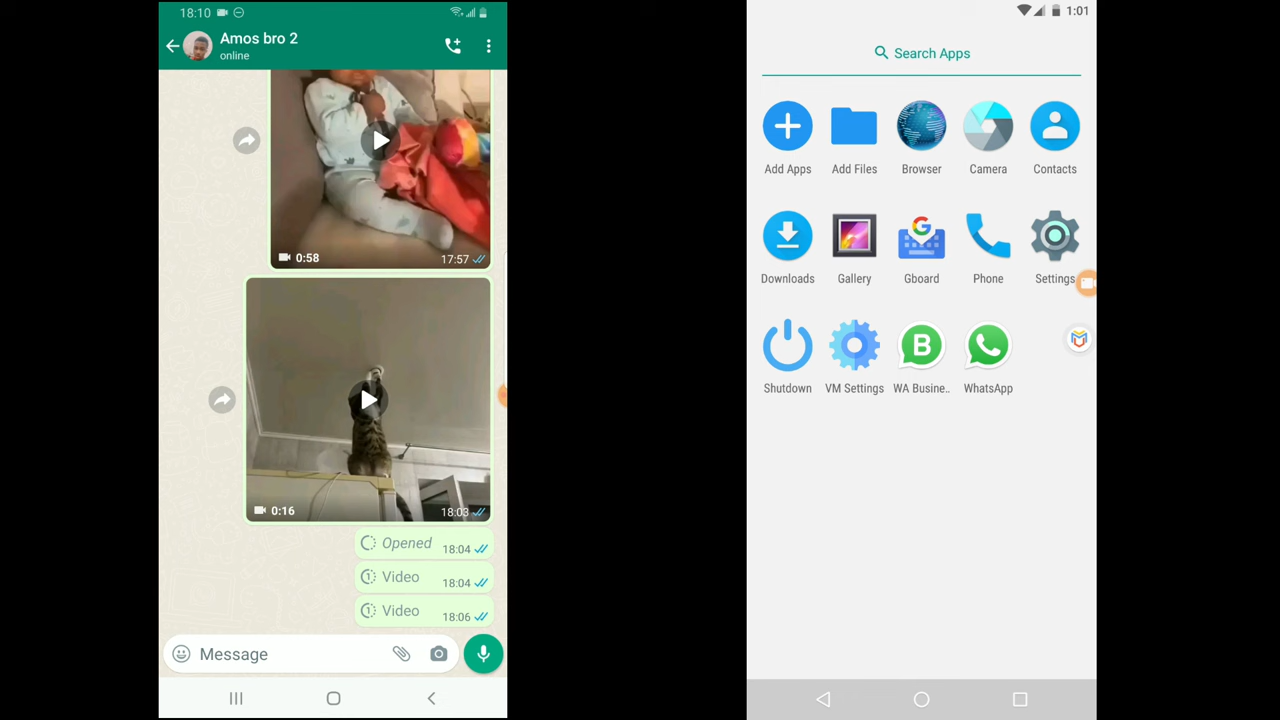 18:10
Amos bro 2
online
0:58
17:57
0:16
18:03
Opened 18:04
Video 18:04
Video 18:06
Message
1:01
Search Apps
Add Apps
Add Files
Browser
Camera
Contacts
Downloads
Gallery
Gboard
Phone
Settings
Shutdown
VM Settings
WA Busine..
WhatsApp